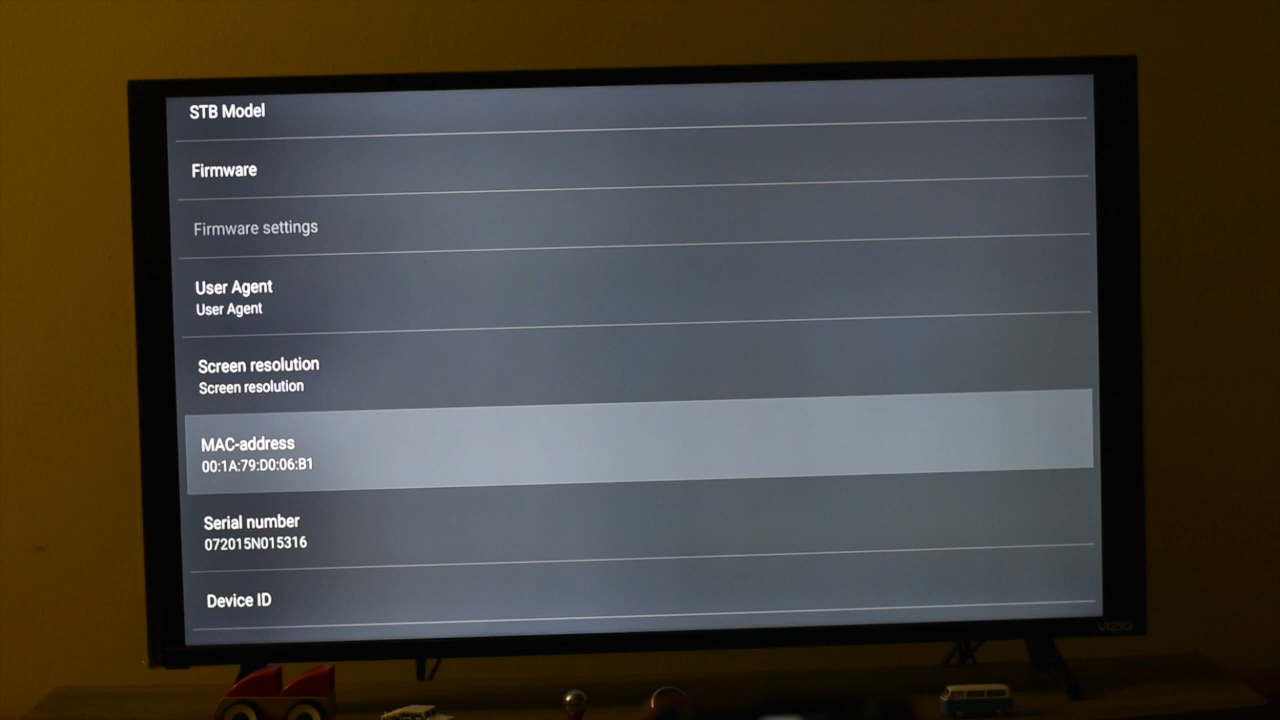 STB Model
Firmware
Firmware settings
User Agent
User Agent
Screen resolution
Screen resolution
MAC-address
00:1A:79:D0:06:B1
Serial number
072015N015316
Device ID
VIZIO